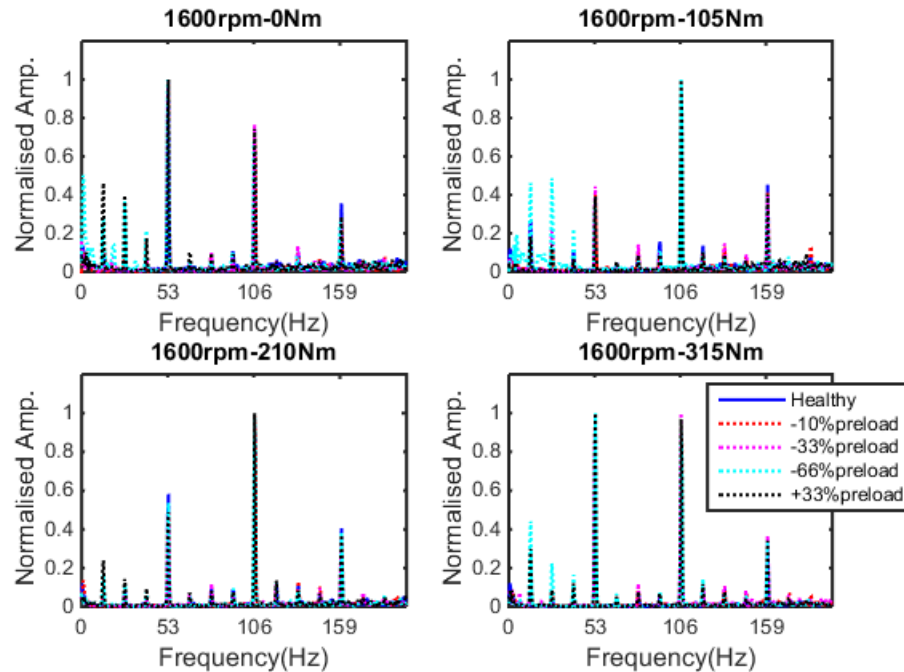 1600rpm-0Nm
Normalised Amp.
1
0.8
0.6
0.4
0.2
0
0 53 106 159
Frequency(Hz)
1600rpm-105Nm
Normalised Amp.
1
0.8
0.6
0.4
0.2
0
0 53 106 159
Frequency(Hz)
1600rpm-210Nm
Normalised Amp.
1
0.8
0.6
0.4
0.2
0
0 53 106 159
Frequency(Hz)
1600rpm-315Nm
Normalised Amp.
1
0.8
0.6
0.4
0.2
0
0 53 106 159
Frequency(Hz)
Healthy
-10%preload
-33%preload
-66%preload
+33%preload